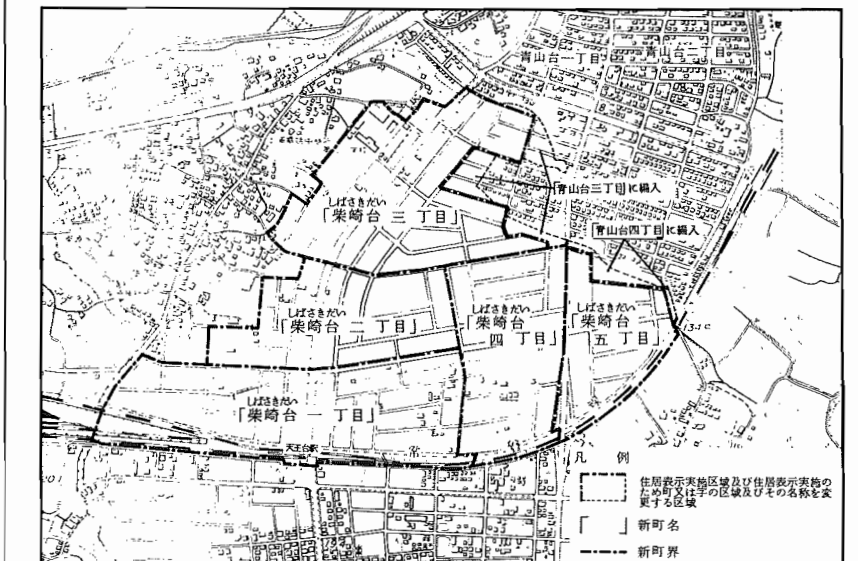 青山台一丁目
青山台二丁目
「青山台三丁目」に編入
しばさきだい
「柴崎台 三 丁目」
「青山台四丁目」に編入
しばさきだい
「柴崎台 二 丁目」
しばさきだい
「柴崎台
四 丁目」
しばさきだい
「柴崎台
五 丁目」
しばさきだい
「柴崎台 一 丁目」
天王台駅
常
凡 例
住居表示実施区域及び住居表示実施の
ため町又は字の区域及びその名称を変
更する区域
新町名
新町界